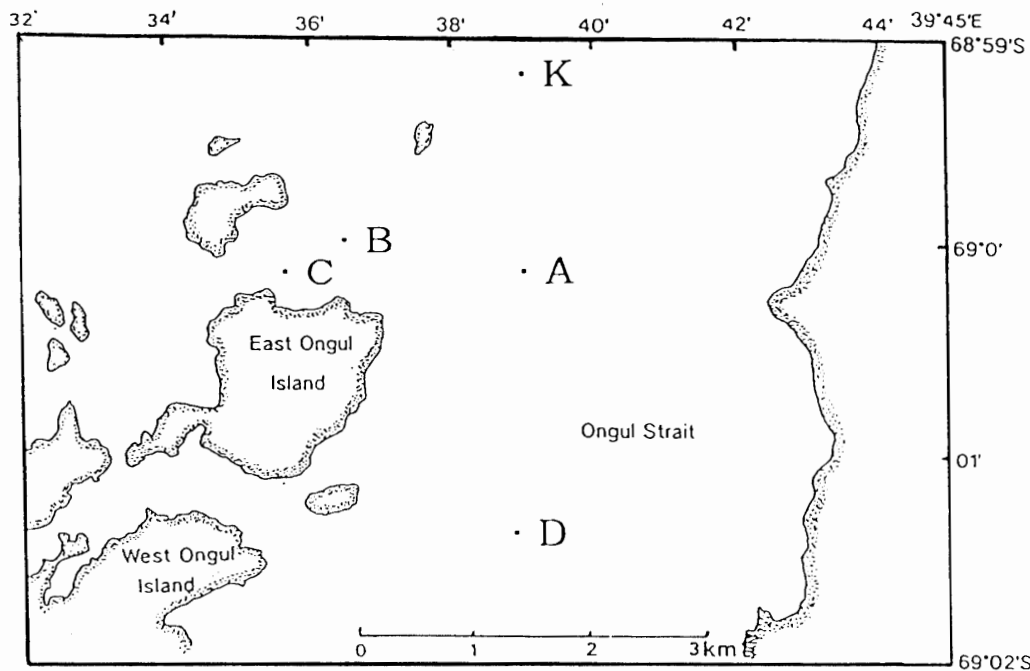 32′ 34′ 36′ 38′ 40′ 42′ 44′ 39°45′E
68°59′S
K
B
69°0′
C A
East Ongul
Island
Ongul Strait
01′
D
West Ongul
Island
0 1 2 3km
69°02′S